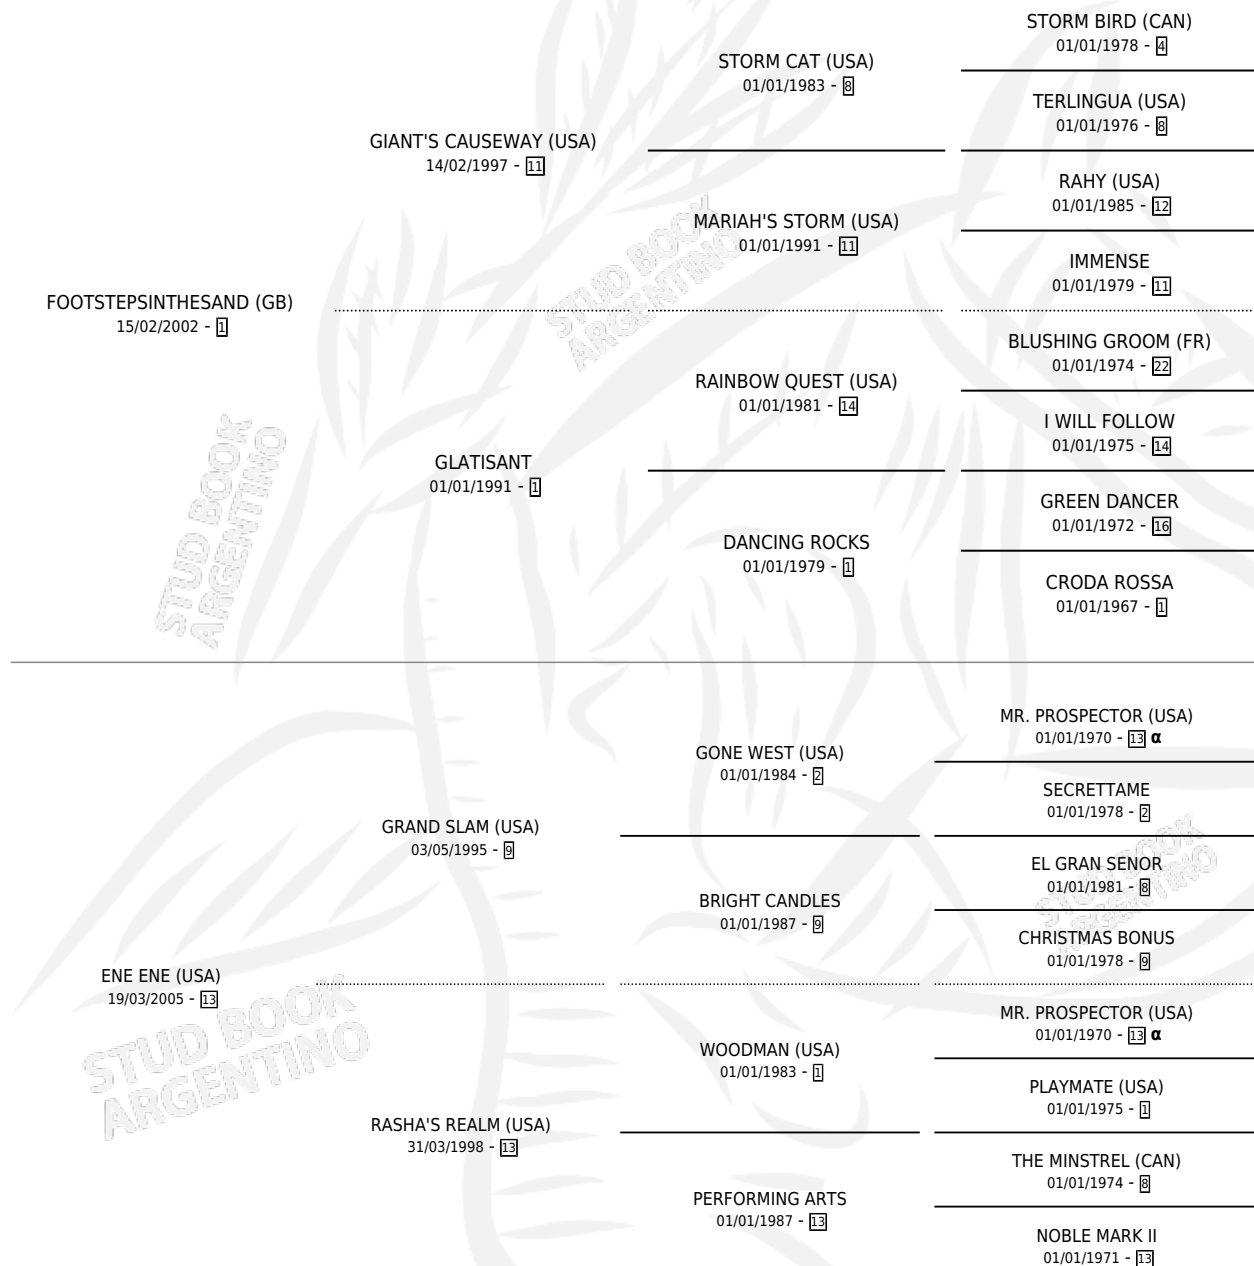 STORM BIRD (CAN)
01/01/1978 - 4
STORM CAT (USA)
01/01/1983 - 8
TERLINGUA (USA)
01/01/1976 - 8
GIANT'S CAUSEWAY (USA)
14/02/1997 - 11
RAHY (USA)
01/01/1985 - 12
MARIAH'S STORM (USA)
01/01/1991 - 11
IMMENSE
01/01/1979 - 11
FOOTSTEPSINTHESAND (GB)
15/02/2002 - 1
BLUSHING GROOM (FR)
01/01/1974 - 22
RAINBOW QUEST (USA)
01/01/1981 - 14
I WILL FOLLOW
01/01/1975 - 14
GLATISANT
01/01/1991 - 1
GREEN DANCER
01/01/1972 - 16
DANCING ROCKS
01/01/1979 - 1
CRODA ROSSA
01/01/1967 - 1
MR. PROSPECTOR (USA)
01/01/1970 - 13 α
GONE WEST (USA)
01/01/1984 - 2
SECRETTAME
01/01/1978 - 2
GRAND SLAM (USA)
03/05/1995 - 9
EL GRAN SENOR
01/01/1981 - 8
BRIGHT CANDLES
01/01/1987 - 9
CHRISTMAS BONUS
01/01/1978 - 9
ENE ENE (USA)
19/03/2005 - 13
MR. PROSPECTOR (USA)
01/01/1970 - 13 α
WOODMAN (USA)
01/01/1983 - 1
PLAYMATE (USA)
01/01/1975 - 1
RASHA'S REALM (USA)
31/03/1998 - 13
THE MINSTREL (CAN)
01/01/1974 - 8
PERFORMING ARTS
01/01/1987 - 13
NOBLE MARK II
01/01/1971 - 13
STUD BOOK
ARGENTINO
STUD BOOK
ARGENTINO
STUD BOOK
ARGENTINO
STUD BOOK
ARGENTINO